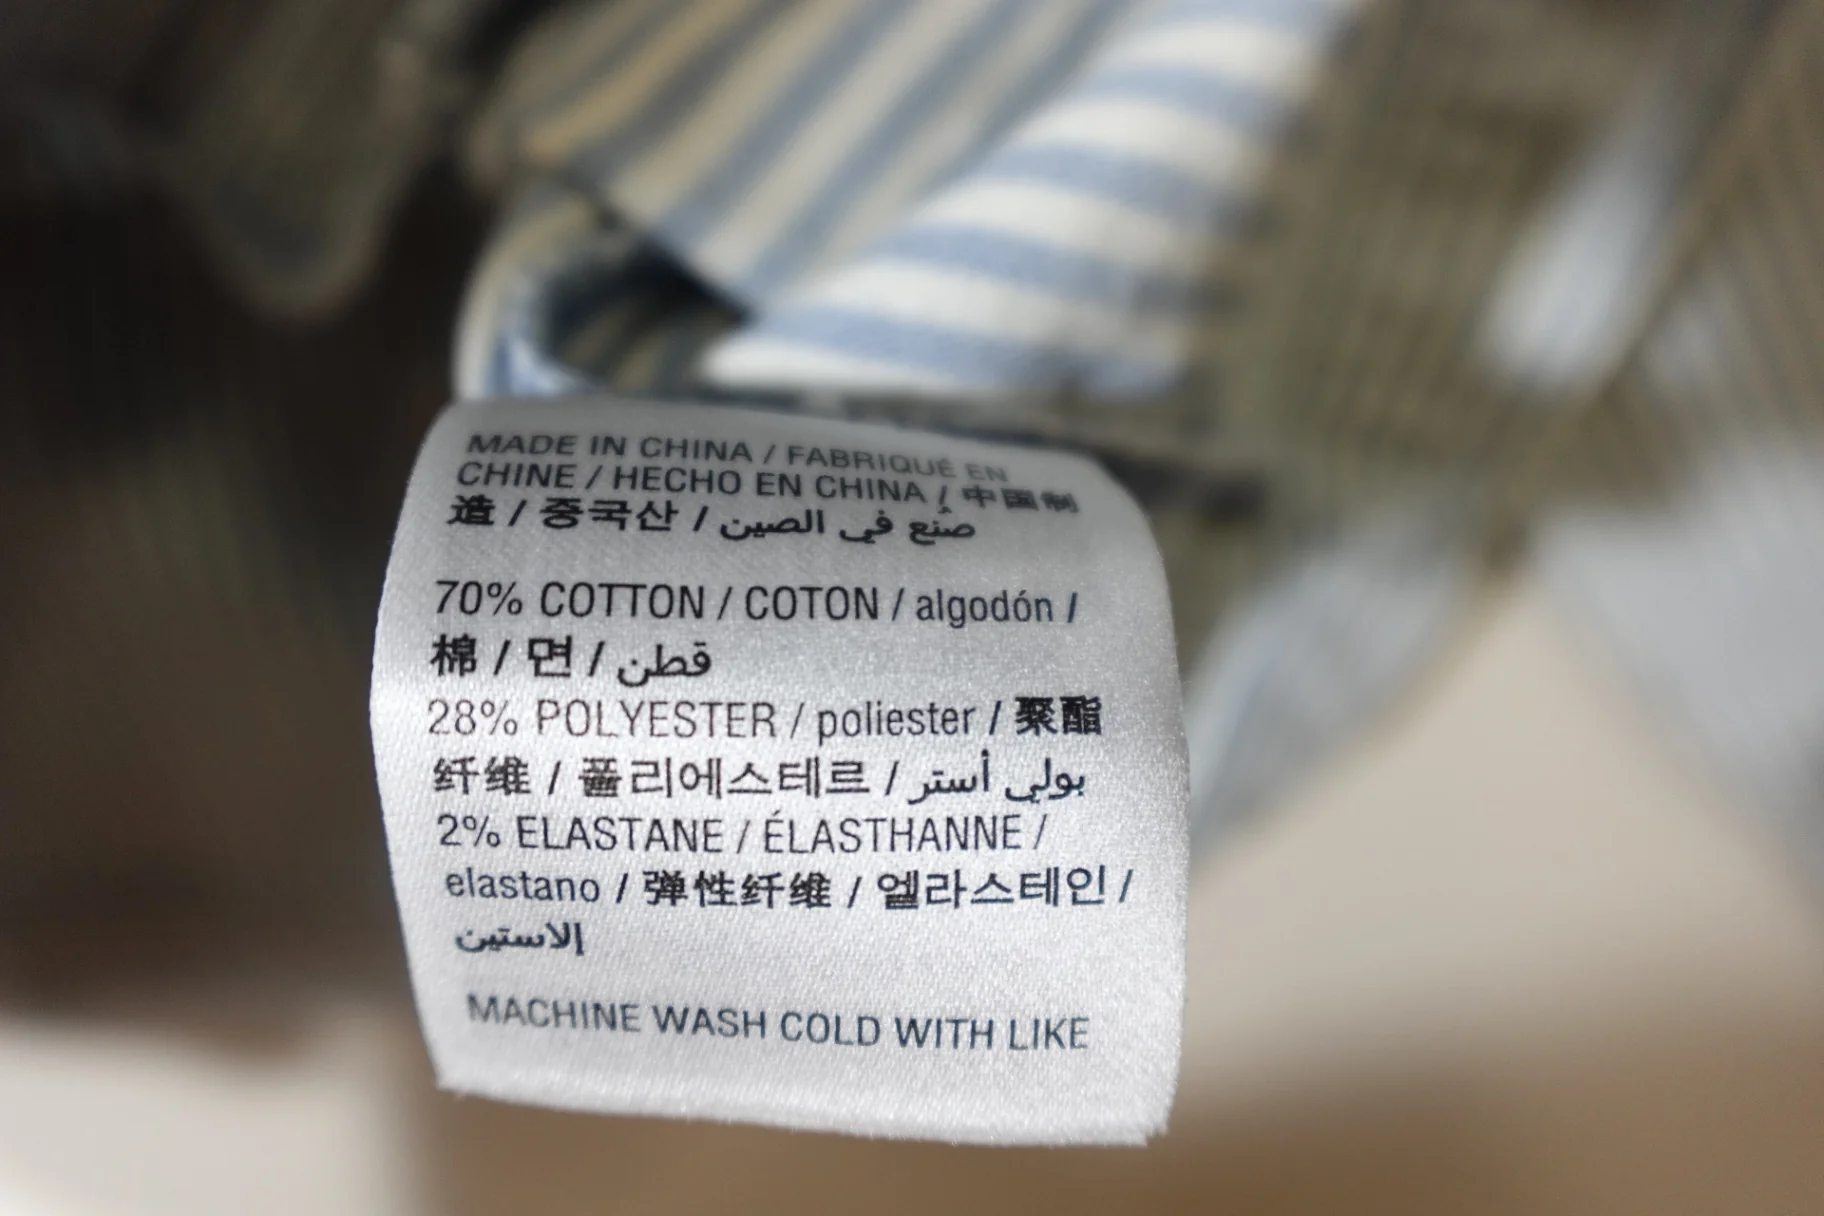 MADE IN CHINA / FABRIQUÉ EN
CHINE / HECHO EN CHINA / 中国制
造 / 중국산 / صُنع في الصين
70% COTTON / COTON / algodón /
棉 / 면 / قطن
28% POLYESTER / poliester / 聚酯
纤维 / 폴리에스테르 / بولي أستر
2% ELASTANE / ÉLASTHANNE /
elastano / 弹性纤维 / 엘라스테인 /
إلاستين
MACHINE WASH COLD WITH LIKE